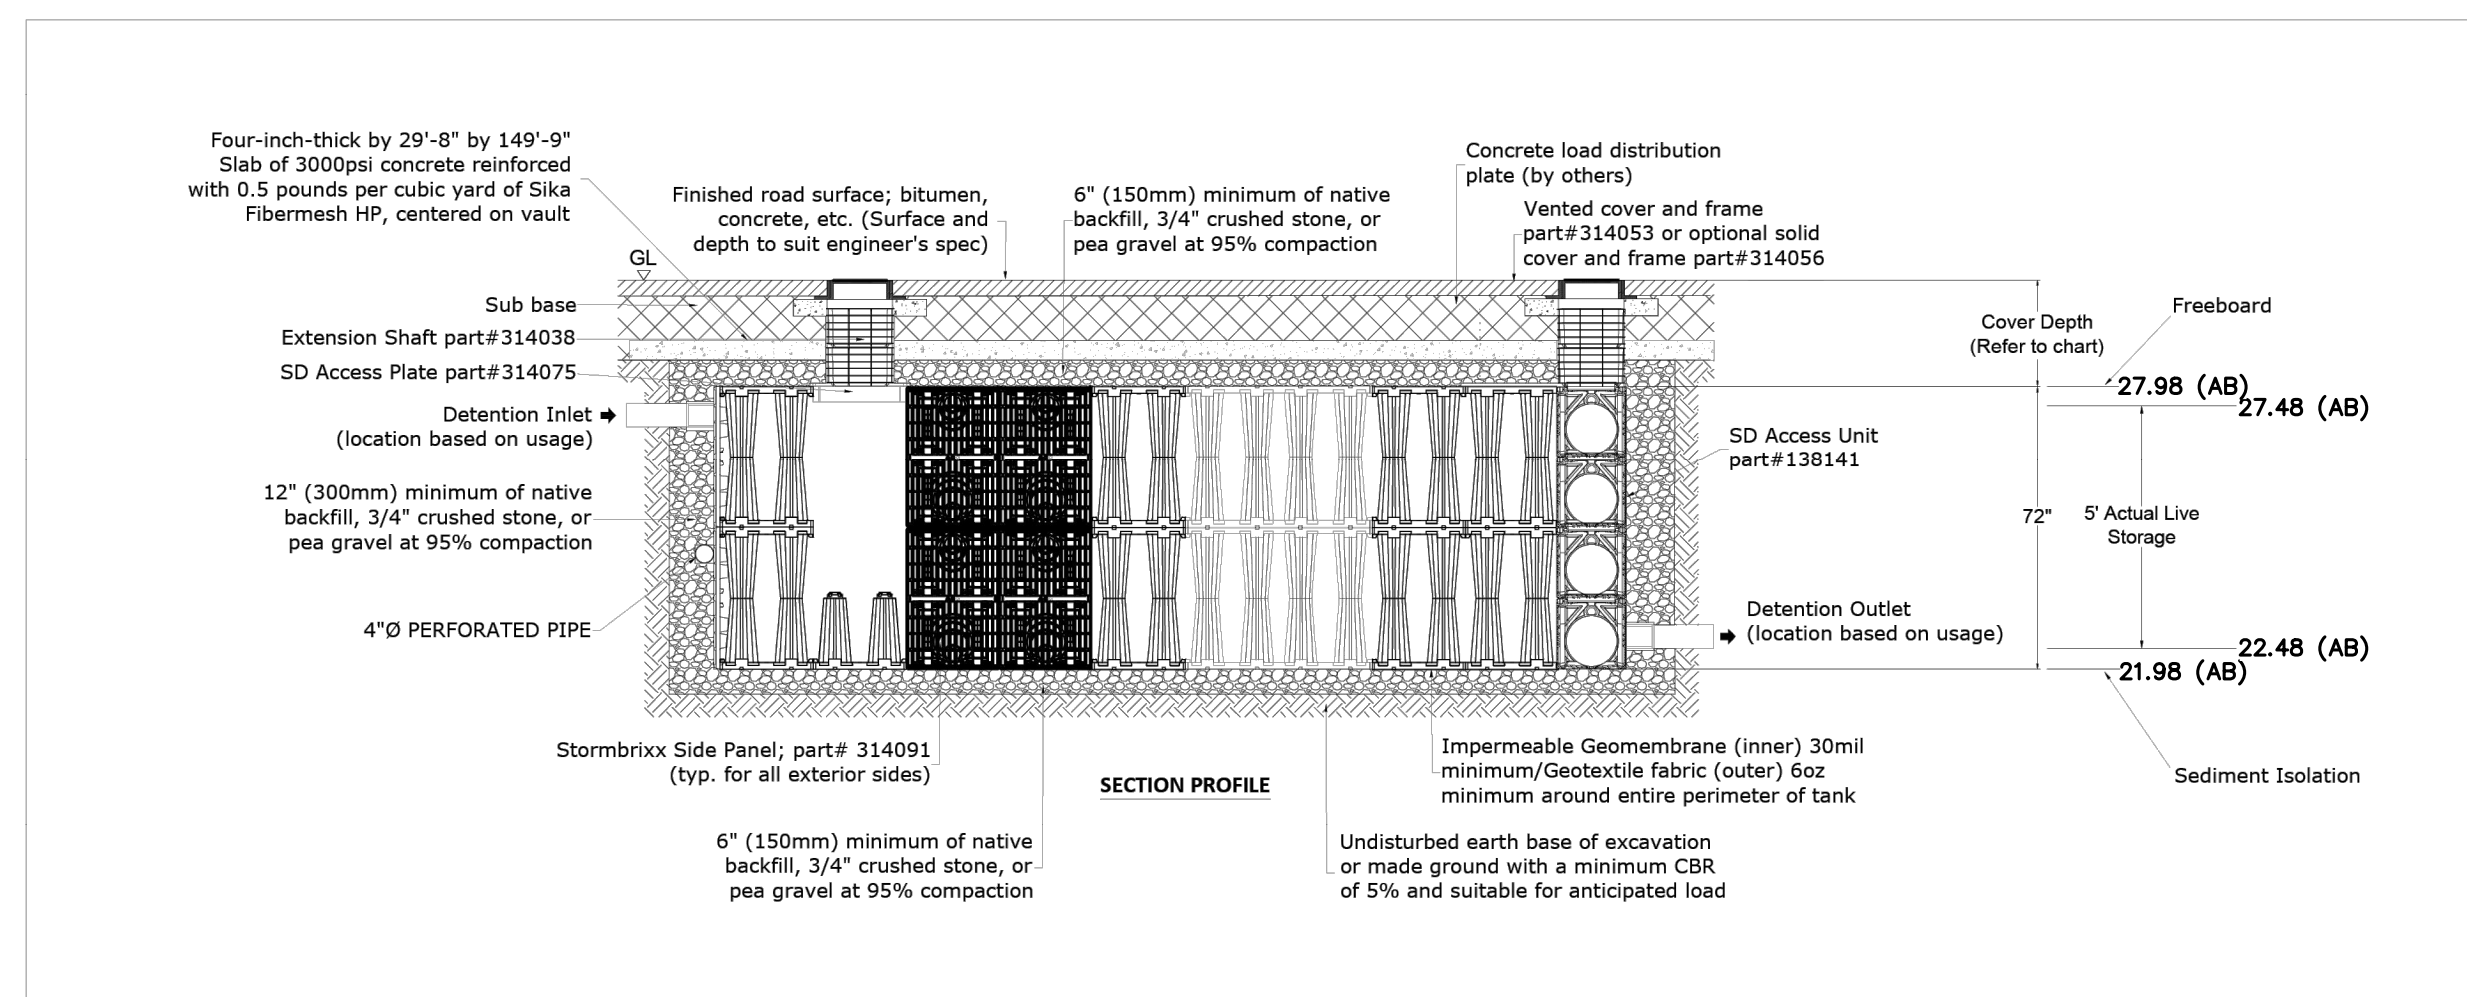 Four-inch-thick by 29'-8" by 149'-9"
Slab of 3000psi concrete reinforced
with 0.5 pounds per cubic yard of Sika
Fibermesh HP, centered on vault
Finished road surface; bitumen,
concrete, etc. (Surface and
depth to suit engineer's spec)
6" (150mm) minimum of native
backfill, 3/4" crushed stone, or
pea gravel at 95% compaction
Concrete load distribution
plate (by others)
Vented cover and frame
part#314053 or optional solid
cover and frame part#314056
GL
Sub base
Extension Shaft part#314038
SD Access Plate part#314075
Detention Inlet
(location based on usage)
12" (300mm) minimum of native
backfill, 3/4" crushed stone, or
pea gravel at 95% compaction
4"Ø PERFORATED PIPE
Cover Depth
(Refer to chart)
Freeboard
27.98 (AB)
27.48 (AB)
SD Access Unit
part#138141
72"
5' Actual Live
Storage
Detention Outlet
(location based on usage)
22.48 (AB)
21.98 (AB)
Sediment Isolation
Stormbrixx Side Panel; part# 314091
(typ. for all exterior sides)
SECTION PROFILE
Impermeable Geomembrane (inner) 30mil
minimum/Geotextile fabric (outer) 6oz
minimum around entire perimeter of tank
6" (150mm) minimum of native
backfill, 3/4" crushed stone, or
pea gravel at 95% compaction
Undisturbed earth base of excavation
or made ground with a minimum CBR
of 5% and suitable for anticipated load